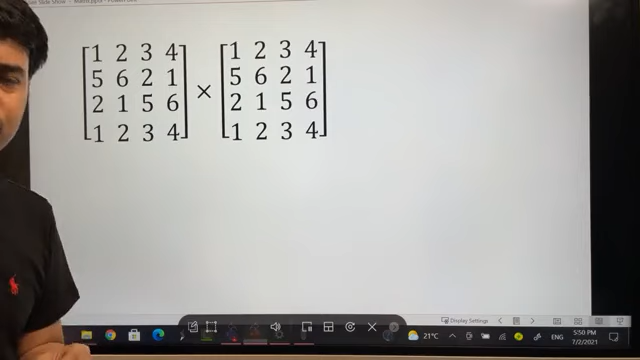 1 2 3 4 1 2 3 4
5 6 2 1 5 6 2 1
×
2 1 5 6 2 1 5 6
1 2 3 4 1 2 3 4
Display Settings
21°C ENG 5:50 PM
7/2/2021